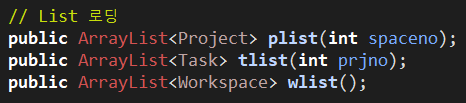 // List 로딩
public ArrayList<Project> plist(int spaceno);
public ArrayList<Task> tlist(int prjno);
public ArrayList<Workspace> wlist();